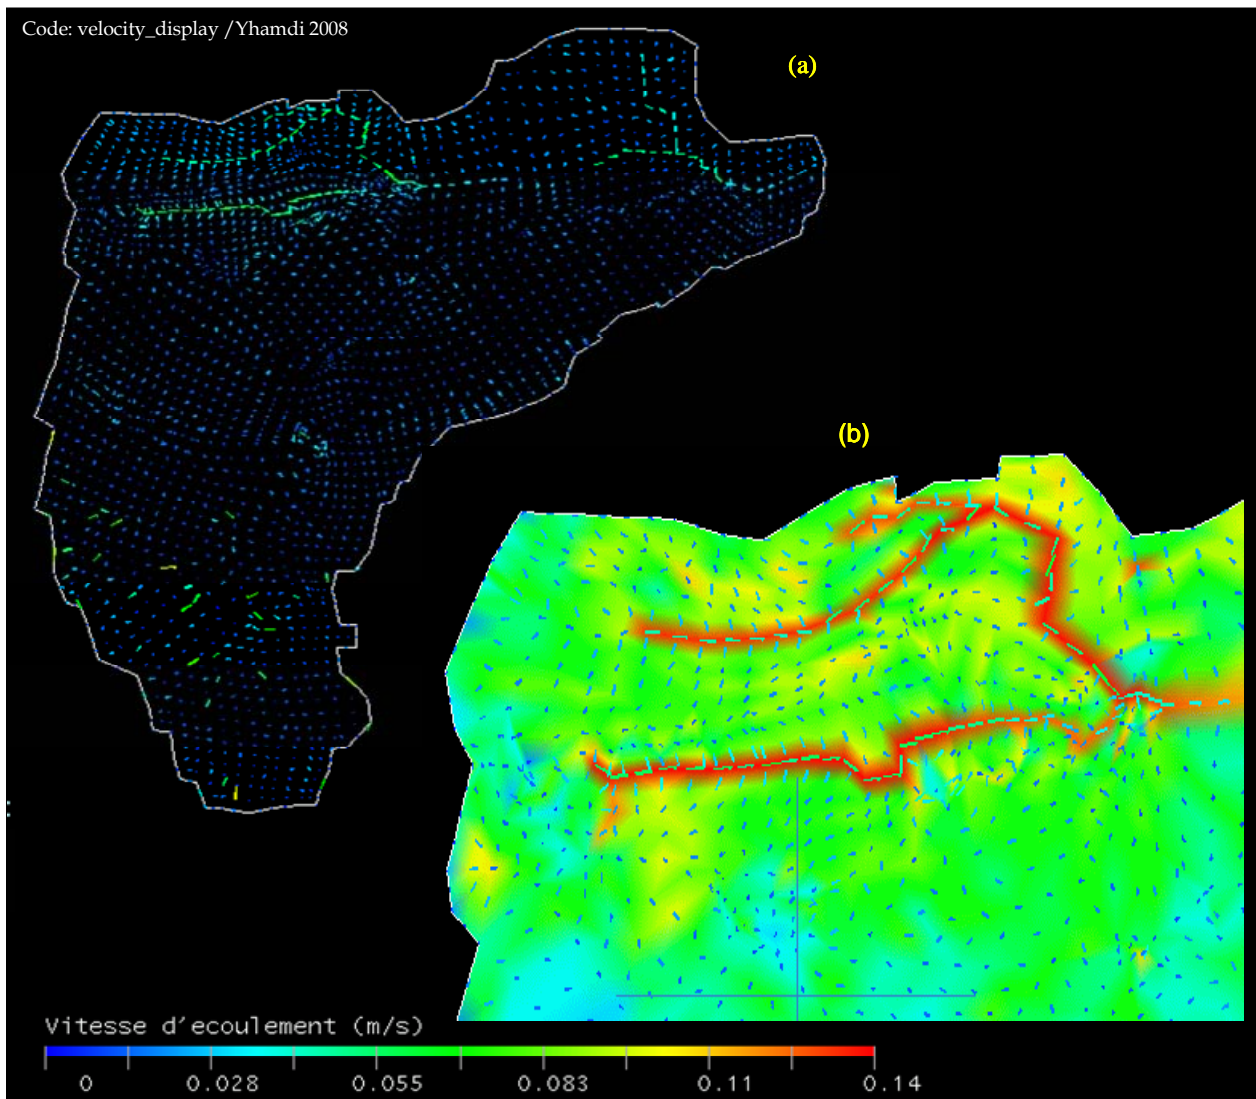 Code: velocity_display /Yhamdi 2008
(a)
(b)
Vitesse d'ecoulement (m/s)
0 0.028 0.055 0.083 0.11 0.14